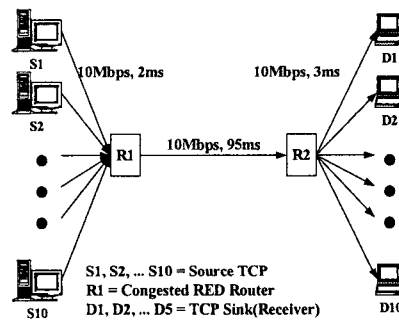 S1
D1
10Mbps, 2ms
10Mbps, 3ms
S2
D2
R1
10Mbps, 95ms
R2
S10
D10
S1, S2, ... S10 = Source TCP
R1 = Congested RED Router
D1, D2, ... D5 = TCP Sink(Receiver)